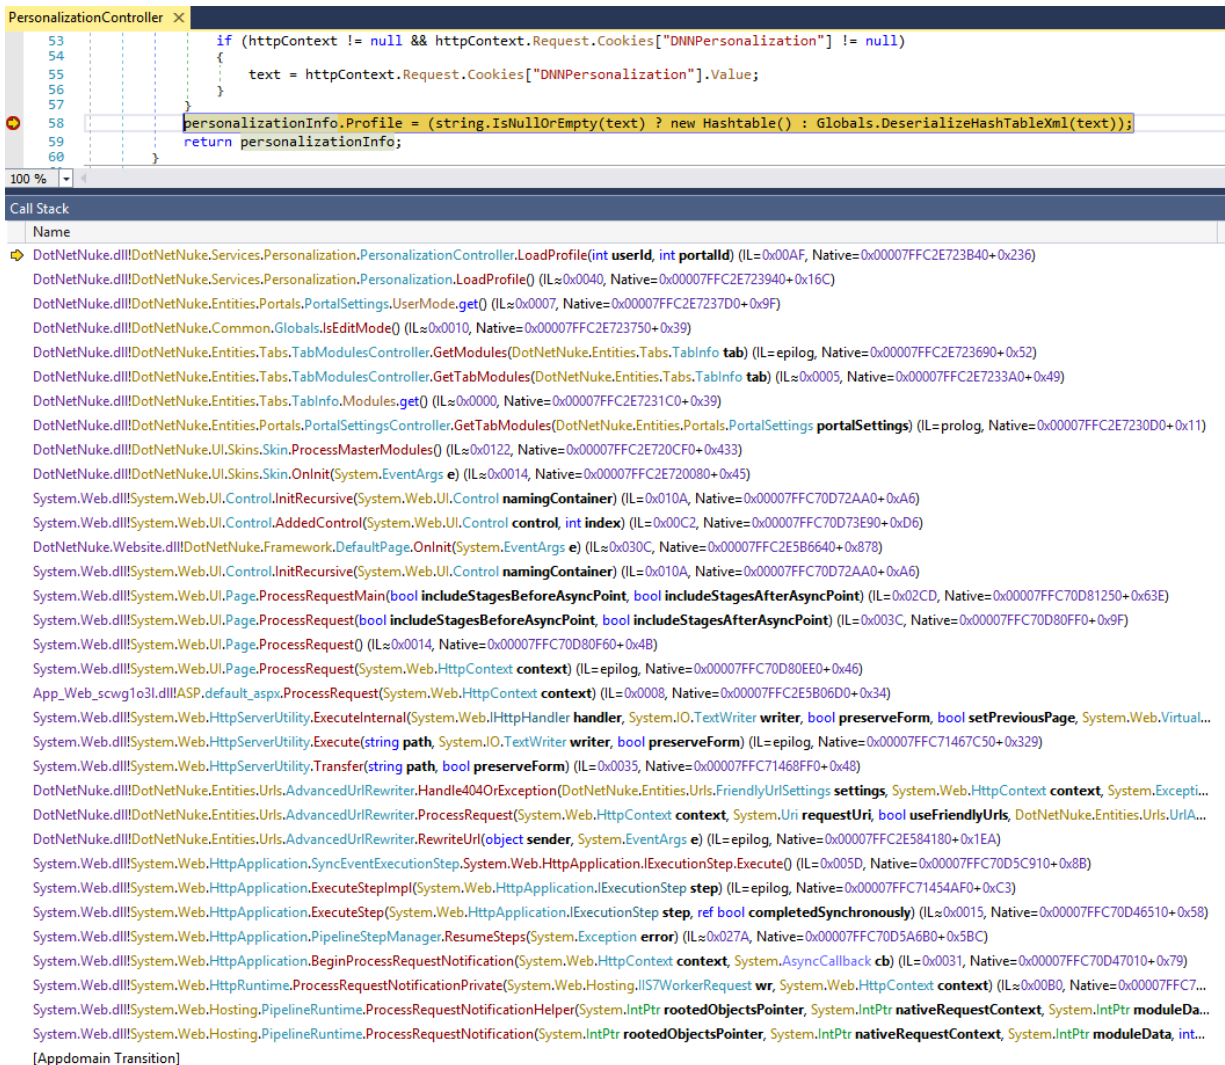 PersonalizationController ×
53 if (httpContext != null && httpContext.Request.Cookies["DNNPersonalization"] != null)
54 {
55 text = httpContext.Request.Cookies["DNNPersonalization"].Value;
56 }
57 }
58 personalizationInfo.Profile = (string.IsNullOrEmpty(text) ? new Hashtable() : Globals.DeserializeHashTableXml(text));
59 return personalizationInfo;
60 }
100 %
Call Stack
Name
DotNetNuke.dll!DotNetNuke.Services.Personalization.PersonalizationController.LoadProfile(int userId, int portalId) (IL=0x00AF, Native=0x00007FFC2E723B40+0x236)
DotNetNuke.dll!DotNetNuke.Services.Personalization.Personalization.LoadProfile() (IL≈0x0040, Native=0x00007FFC2E723940+0x16C)
DotNetNuke.dll!DotNetNuke.Entities.Portals.PortalSettings.UserMode.get() (IL≈0x0007, Native=0x00007FFC2E7237D0+0x9F)
DotNetNuke.dll!DotNetNuke.Common.Globals.IsEditMode() (IL≈0x0010, Native=0x00007FFC2E723750+0x39)
DotNetNuke.dll!DotNetNuke.Entities.Tabs.TabModulesController.GetModules(DotNetNuke.Entities.Tabs.TabInfo tab) (IL=epilog, Native=0x00007FFC2E723690+0x52)
DotNetNuke.dll!DotNetNuke.Entities.Tabs.TabModulesController.GetTabModules(DotNetNuke.Entities.Tabs.TabInfo tab) (IL≈0x0005, Native=0x00007FFC2E7233A0+0x49)
DotNetNuke.dll!DotNetNuke.Entities.Tabs.TabInfo.Modules.get() (IL≈0x0000, Native=0x00007FFC2E7231C0+0x39)
DotNetNuke.dll!DotNetNuke.Entities.Portals.PortalSettingsController.GetTabModules(DotNetNuke.Entities.Portals.PortalSettings portalSettings) (IL=prolog, Native=0x00007FFC2E7230D0+0x11)
DotNetNuke.dll!DotNetNuke.UI.Skins.Skin.ProcessMasterModules() (IL≈0x0122, Native=0x00007FFC2E720CF0+0x433)
DotNetNuke.dll!DotNetNuke.UI.Skins.Skin.OnInit(System.EventArgs e) (IL≈0x0014, Native=0x00007FFC2E720080+0x45)
System.Web.dll!System.Web.UI.Control.InitRecursive(System.Web.UI.Control namingContainer) (IL=0x010A, Native=0x00007FFC70D72AA0+0xA6)
System.Web.dll!System.Web.UI.Control.AddedControl(System.Web.UI.Control control, int index) (IL=0x00C2, Native=0x00007FFC70D73E90+0xD6)
DotNetNuke.Website.dll!DotNetNuke.Framework.DefaultPage.OnInit(System.EventArgs e) (IL≈0x030C, Native=0x00007FFC2E5B6640+0x878)
System.Web.dll!System.Web.UI.Control.InitRecursive(System.Web.UI.Control namingContainer) (IL=0x010A, Native=0x00007FFC70D72AA0+0xA6)
System.Web.dll!System.Web.UI.Page.ProcessRequestMain(bool includeStagesBeforeAsyncPoint, bool includeStagesAfterAsyncPoint) (IL=0x02CD, Native=0x00007FFC70D81250+0x63E)
System.Web.dll!System.Web.UI.Page.ProcessRequest(bool includeStagesBeforeAsyncPoint, bool includeStagesAfterAsyncPoint) (IL=0x003C, Native=0x00007FFC70D80FF0+0x9F)
System.Web.dll!System.Web.UI.Page.ProcessRequest() (IL≈0x0014, Native=0x00007FFC70D80F60+0x4B)
System.Web.dll!System.Web.UI.Page.ProcessRequest(System.Web.HttpContext context) (IL=epilog, Native=0x00007FFC70D80EE0+0x46)
App_Web_scwg1o3l.dll!ASP.default_aspx.ProcessRequest(System.Web.HttpContext context) (IL=0x0008, Native=0x00007FFC2E5B06D0+0x34)
System.Web.dll!System.Web.HttpServerUtility.ExecuteInternal(System.Web.IHttpHandler handler, System.IO.TextWriter writer, bool preserveForm, bool setPreviousPage, System.Web.Virtual...
System.Web.dll!System.Web.HttpServerUtility.Execute(string path, System.IO.TextWriter writer, bool preserveForm) (IL=epilog, Native=0x00007FFC71467C50+0x329)
System.Web.dll!System.Web.HttpServerUtility.Transfer(string path, bool preserveForm) (IL=0x0035, Native=0x00007FFC71468FF0+0x48)
DotNetNuke.dll!DotNetNuke.Entities.Urls.AdvancedUrlRewriter.Handle404OrException(DotNetNuke.Entities.Urls.FriendlyUrlSettings settings, System.Web.HttpContext context, System.Excepti...
DotNetNuke.dll!DotNetNuke.Entities.Urls.AdvancedUrlRewriter.ProcessRequest(System.Web.HttpContext context, System.Uri requestUri, bool useFriendlyUrls, DotNetNuke.Entities.Urls.UrlA...
DotNetNuke.dll!DotNetNuke.Entities.Urls.AdvancedUrlRewriter.RewriteUrl(object sender, System.EventArgs e) (IL=epilog, Native=0x00007FFC2E584180+0x1EA)
System.Web.dll!System.Web.HttpApplication.SyncEventExecutionStep.System.Web.HttpApplication.IExecutionStep.Execute() (IL=0x005D, Native=0x00007FFC70D5C910+0x8B)
System.Web.dll!System.Web.HttpApplication.ExecuteStepImpl(System.Web.HttpApplication.IExecutionStep step) (IL=epilog, Native=0x00007FFC71454AF0+0xC3)
System.Web.dll!System.Web.HttpApplication.ExecuteStep(System.Web.HttpApplication.IExecutionStep step, ref bool completedSynchronously) (IL≈0x0015, Native=0x00007FFC70D46510+0x58)
System.Web.dll!System.Web.HttpApplication.PipelineStepManager.ResumeSteps(System.Exception error) (IL≈0x027A, Native=0x00007FFC70D5A6B0+0x5BC)
System.Web.dll!System.Web.HttpApplication.BeginProcessRequestNotification(System.Web.HttpContext context, System.AsyncCallback cb) (IL=0x0031, Native=0x00007FFC70D47010+0x79)
System.Web.dll!System.Web.HttpRuntime.ProcessRequestNotificationPrivate(System.Web.Hosting.IIS7WorkerRequest wr, System.Web.HttpContext context) (IL≈0x00B0, Native=0x00007FFC7...
System.Web.dll!System.Web.Hosting.PipelineRuntime.ProcessRequestNotificationHelper(System.IntPtr rootedObjectsPointer, System.IntPtr nativeRequestContext, System.IntPtr moduleDa...
System.Web.dll!System.Web.Hosting.PipelineRuntime.ProcessRequestNotification(System.IntPtr rootedObjectsPointer, System.IntPtr nativeRequestContext, System.IntPtr moduleData, int...
[Appdomain Transition]